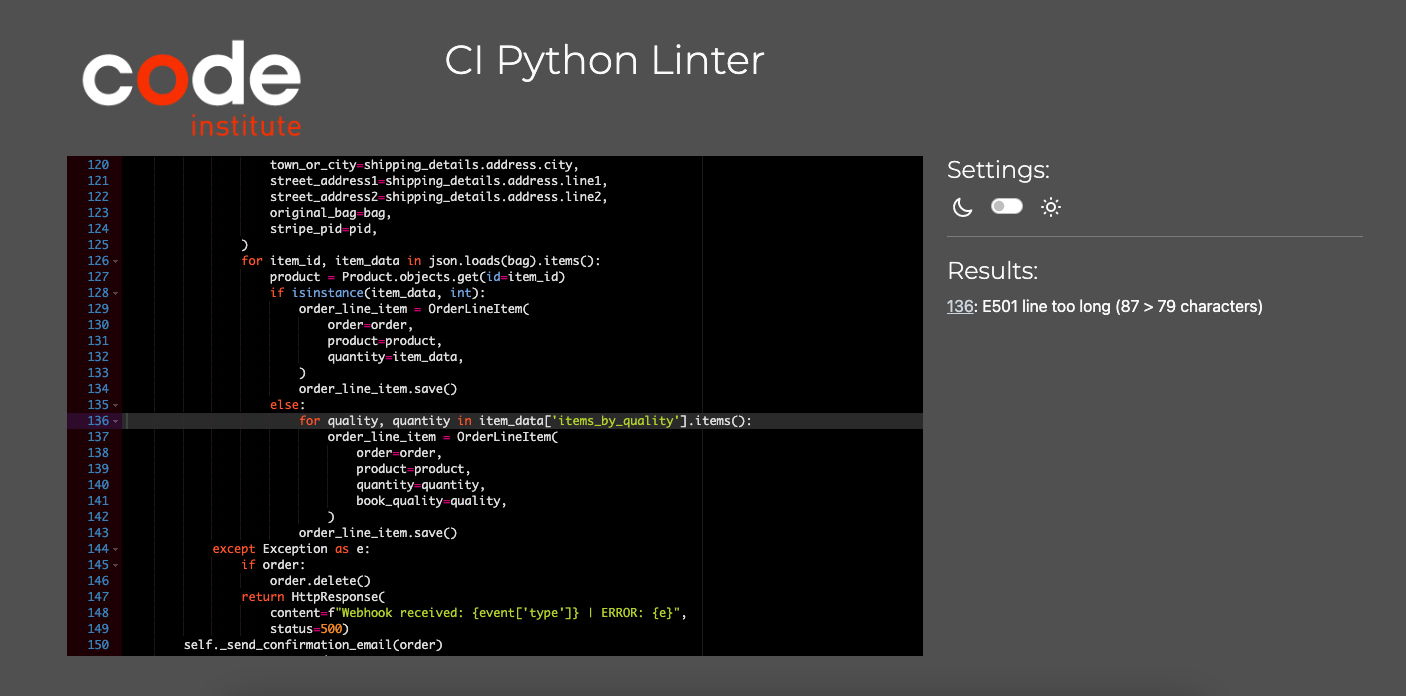 code
institute
CI Python Linter
120 town_or_city=shipping_details.address.city,
121 street_address1=shipping_details.address.line1,
122 street_address2=shipping_details.address.line2,
123 original_bag=bag,
124 stripe_pid=pid,
125 )
126 for item_id, item_data in json.loads(bag).items():
127 product = Product.objects.get(id=item_id)
128 if isinstance(item_data, int):
129 order_line_item = OrderLineItem(
130 order=order,
131 product=product,
132 quantity=item_data,
133 )
134 order_line_item.save()
135 else:
136 for quality, quantity in item_data['items_by_quality'].items():
137 order_line_item = OrderLineItem(
138 order=order,
139 product=product,
140 quantity=quantity,
141 book_quality=quality,
142 )
143 order_line_item.save()
144 except Exception as e:
145 if order:
146 order.delete()
147 return HttpResponse(
148 content=f"Webhook received: {event['type']} | ERROR: {e}",
149 status=500)
150 self._send_confirmation_email(order)
Settings:
Results:
136: E501 line too long (87 > 79 characters)